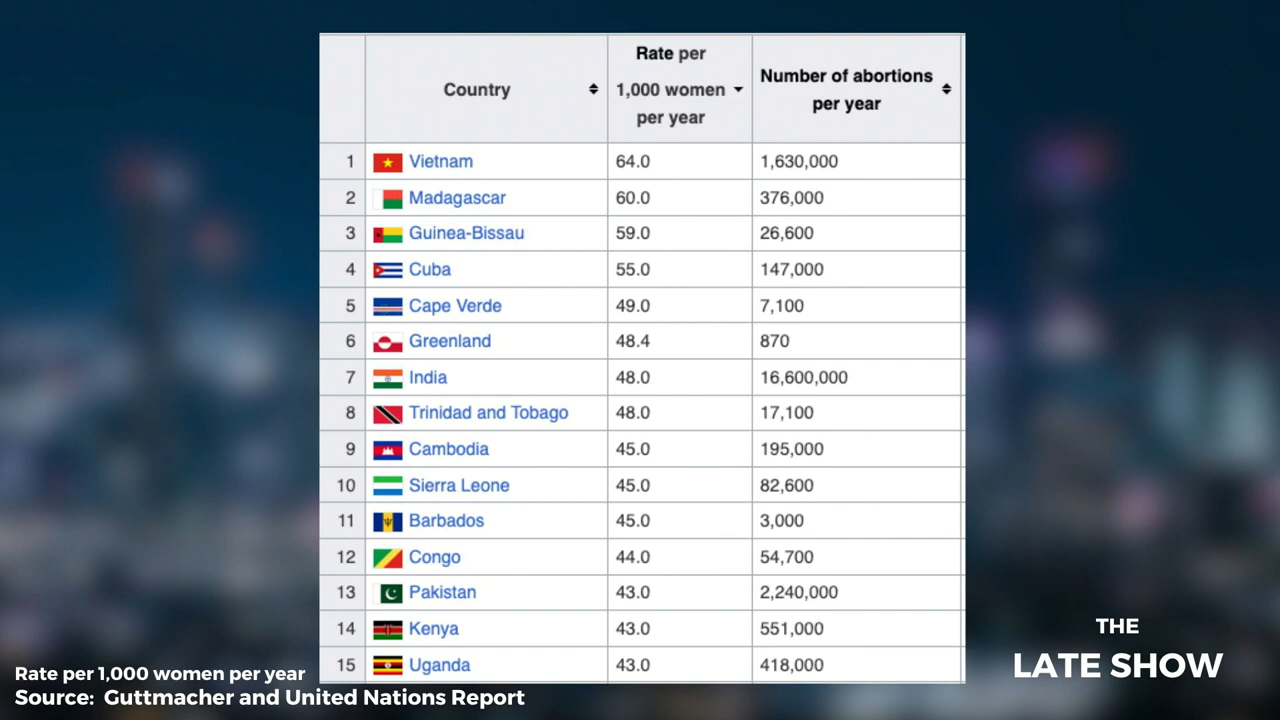 Country
Rate per
1,000 women
per year
Number of abortions
per year
1 Vietnam 64.0 1,630,000
2 Madagascar 60.0 376,000
3 Guinea-Bissau 59.0 26,600
4 Cuba 55.0 147,000
5 Cape Verde 49.0 7,100
6 Greenland 48.4 870
7 India 48.0 16,600,000
8 Trinidad and Tobago 48.0 17,100
9 Cambodia 45.0 195,000
10 Sierra Leone 45.0 82,600
11 Barbados 45.0 3,000
12 Congo 44.0 54,700
13 Pakistan 43.0 2,240,000
14 Kenya 43.0 551,000
15 Uganda 43.0 418,000
Rate per 1,000 women per year
Source: Guttmacher and United Nations Report
THE
LATE SHOW